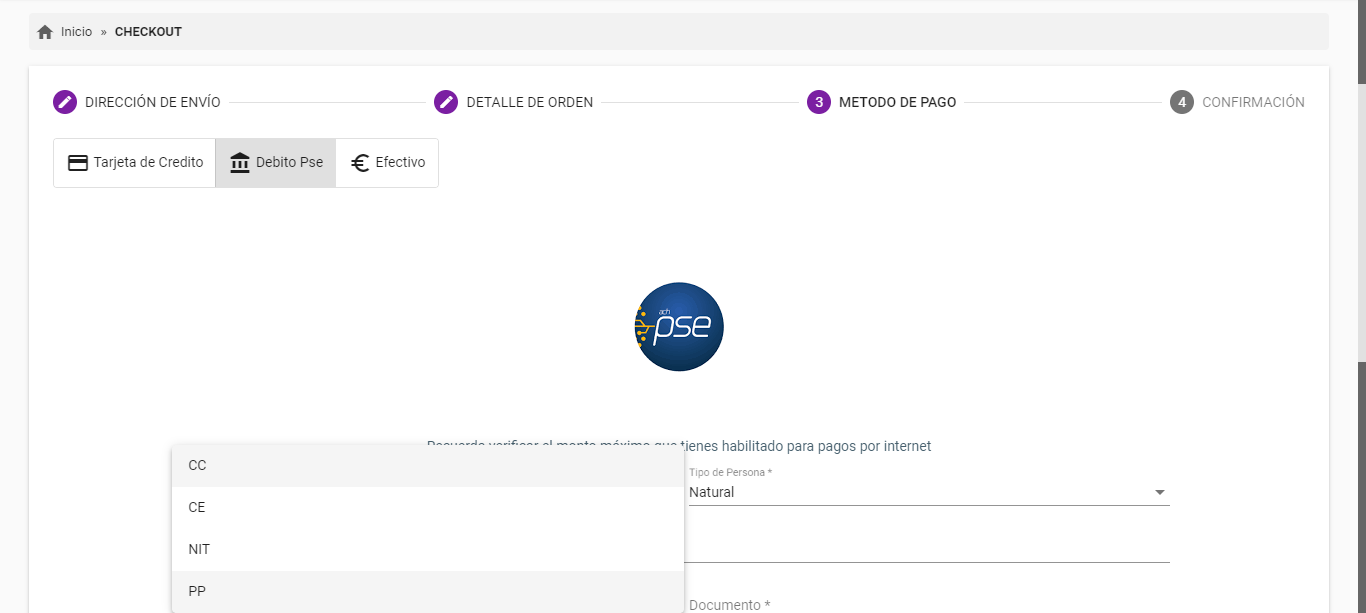 Inicio » CHECKOUT
DIRECCIÓN DE ENVÍO
DETALLE DE ORDEN
3 METODO DE PAGO
4 CONFIRMACIÓN
Tarjeta de Credito
Debito Pse
Efectivo
ach
pse
Recuerda verificar el monto máximo que tienes habilitado para pagos por internet
CC
Tipo de Persona *
Natural
CE
NIT
PP
Documento *